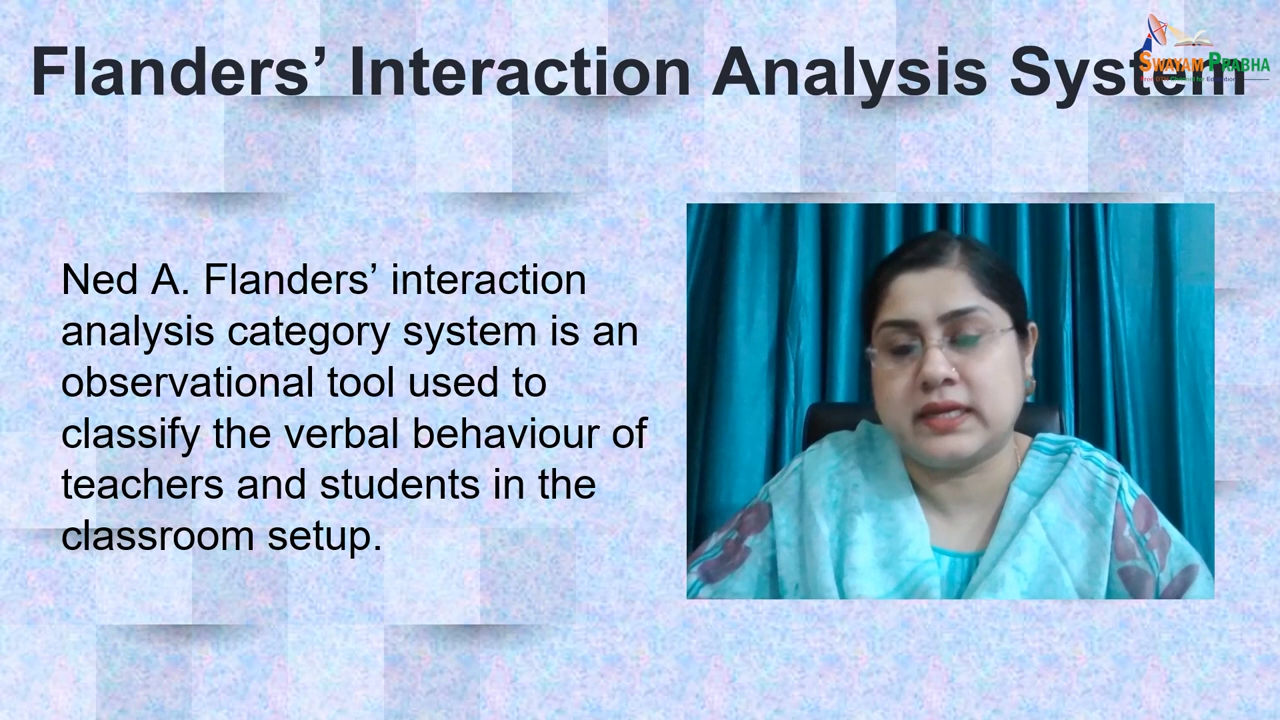 Flanders’ Interaction Analysis System
SWAYAM PRABHA
Ned A. Flanders’ interaction
analysis category system is an
observational tool used to
classify the verbal behaviour of
teachers and students in the
classroom setup.